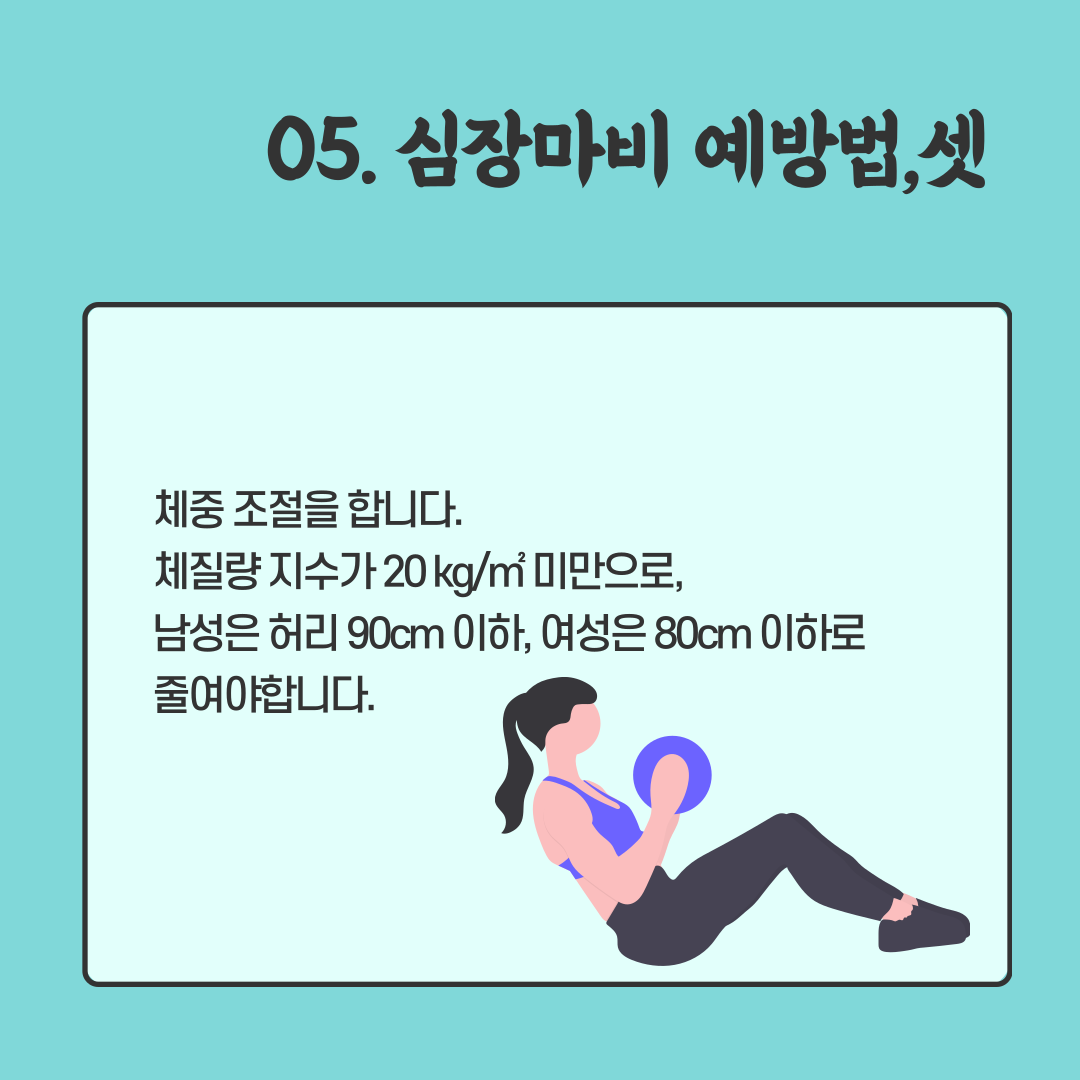 05. 심장마비 예방법,셋
체중 조절을 합니다.
체질량 지수가 20 kg/㎡ 미만으로,
남성은 허리 90cm 이하, 여성은 80cm 이하로
줄여야합니다.